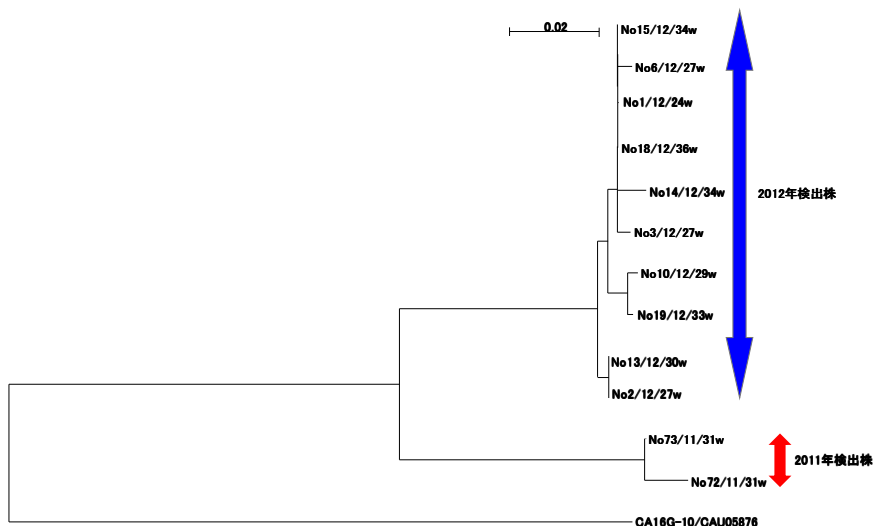 0.02
No15/12/34w
No6/12/27w
No1/12/24w
No18/12/36w
No14/12/34w
2012年検出株
No3/12/27w
No10/12/29w
No19/12/33w
No13/12/30w
No2/12/27w
No73/11/31w
2011年検出株
No72/11/31w
CA16G-10/CAU05876